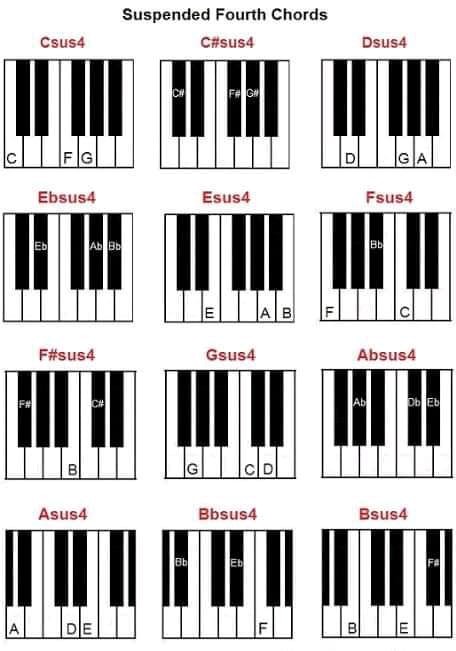 Suspended Fourth Chords
Csus4 C#sus4 Dsus4
C# F# G#
C F G D G A
Ebsus4 Esus4 Fsus4
Eb Ab Bb Bb
E A B F C
F#sus4 Gsus4 Absus4
F# C# Ab Db Eb
B G C D
Asus4 Bbsus4 Bsus4
Bb Eb F#
A D E F B E